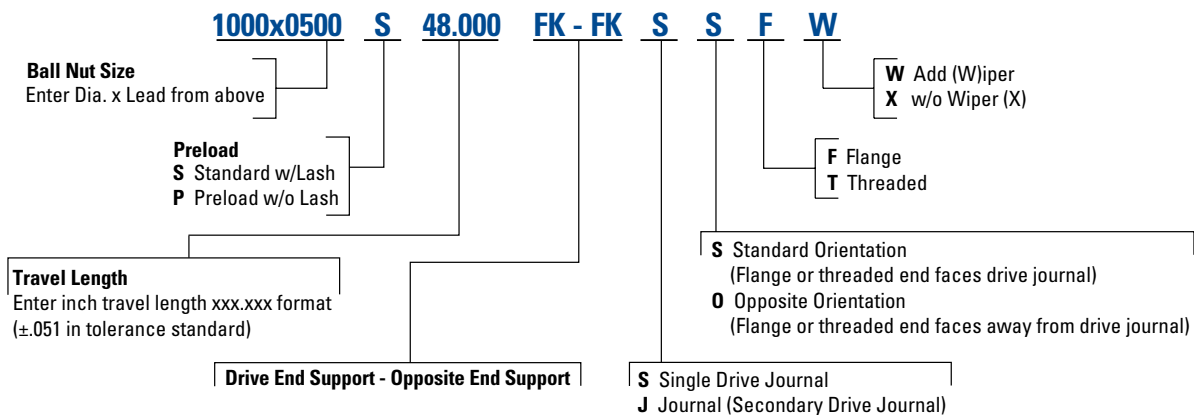 1000x0500 S 48.000 FK - FK S S F W
Ball Nut Size
Enter Dia. x Lead from above
W Add (W)iper
X w/o Wiper (X)
Preload
S Standard w/Lash
P Preload w/o Lash
F Flange
T Threaded
Travel Length
Enter inch travel length xxx.xxx format
(±.051 in tolerance standard)
S Standard Orientation
(Flange or threaded end faces drive journal)
O Opposite Orientation
(Flange or threaded end faces away from drive journal)
Drive End Support - Opposite End Support
S Single Drive Journal
J Journal (Secondary Drive Journal)